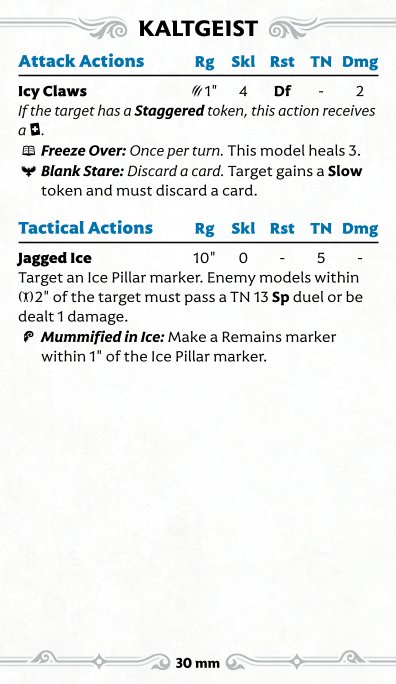 KALTGEIST
Attack Actions Rg Skl Rst TN Dmg
Icy Claws 1" 4 Df - 2
If the target has a Staggered token, this action receives
a .
Freeze Over: Once per turn. This model heals 3.
Blank Stare: Discard a card. Target gains a Slow
token and must discard a card.
Tactical Actions Rg Skl Rst TN Dmg
Jagged Ice 10" 0 - 5 -
Target an Ice Pillar marker. Enemy models within
2" of the target must pass a TN 13 Sp duel or be
dealt 1 damage.
Mummified in Ice: Make a Remains marker
within 1" of the Ice Pillar marker.
30 mm